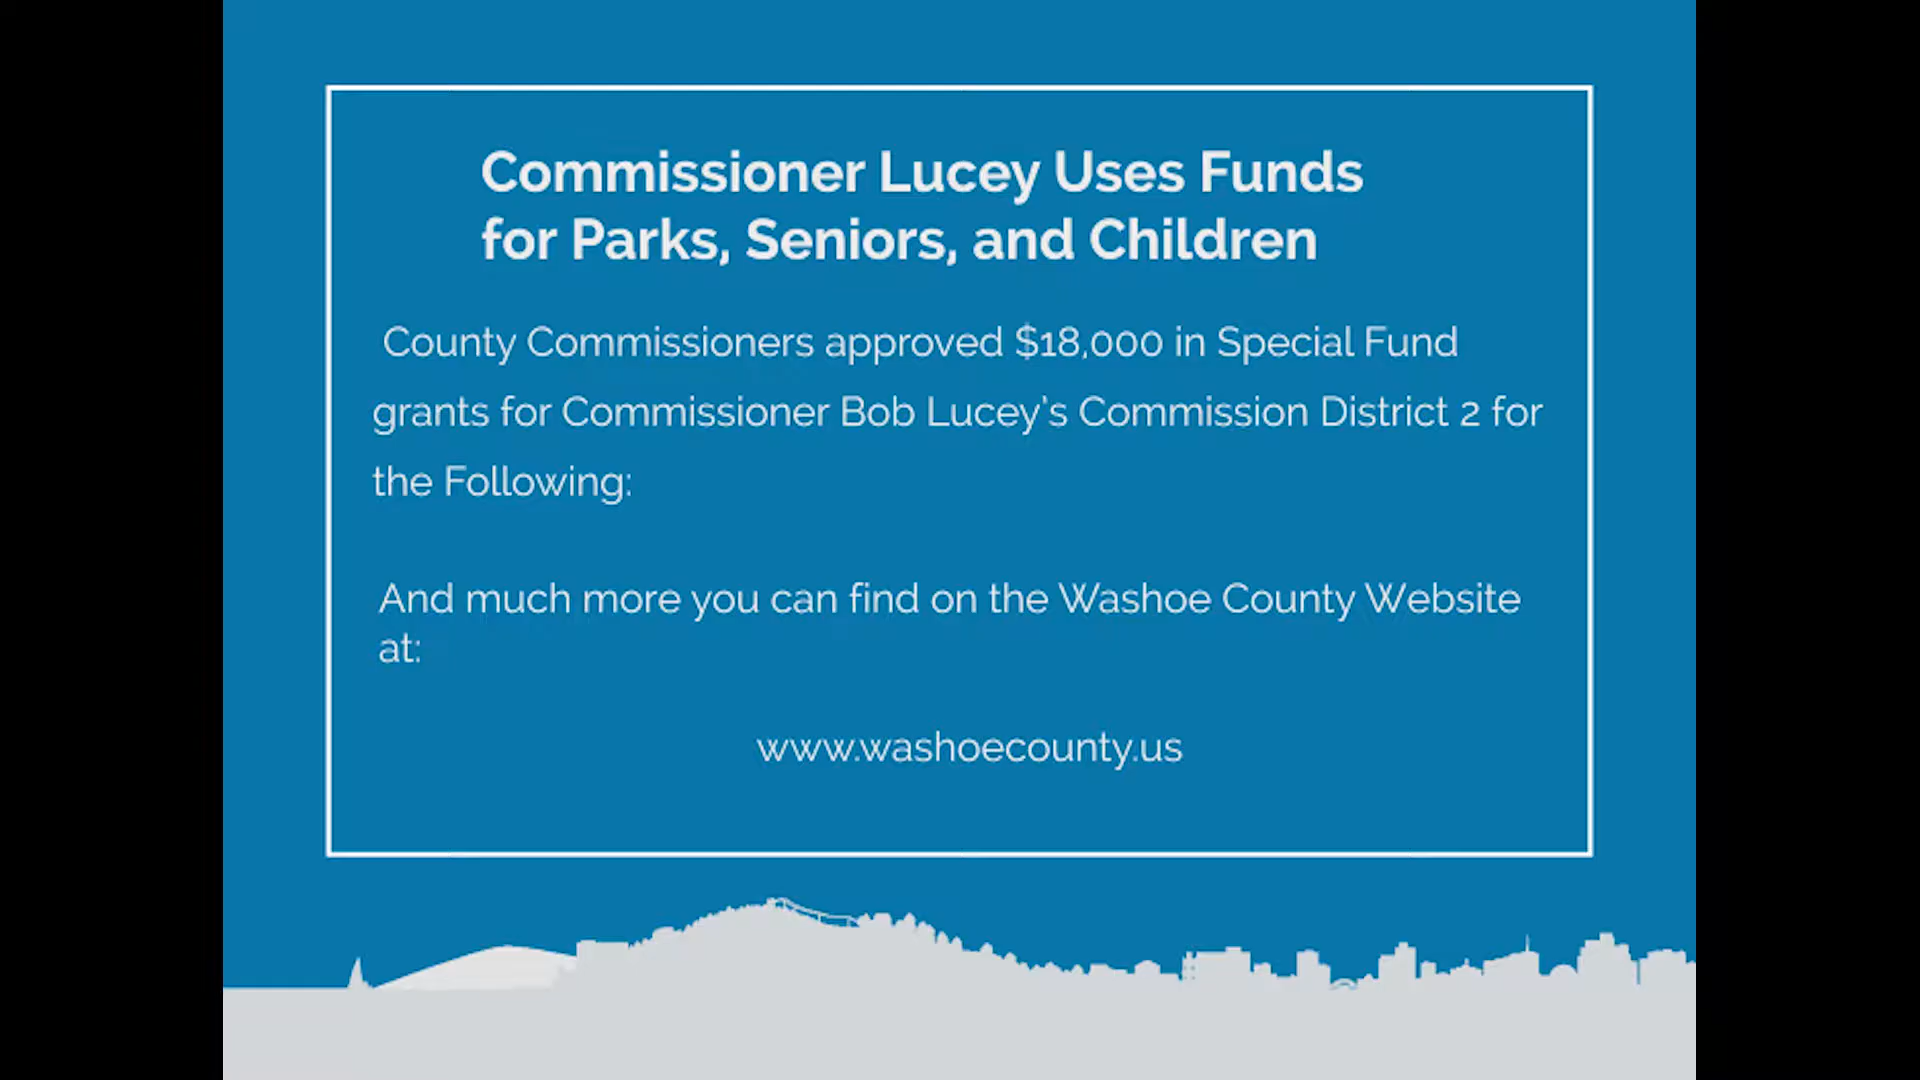 Commissioner Lucey Uses Funds
for Parks, Seniors, and Children
County Commissioners approved $18,000 in Special Fund
grants for Commissioner Bob Lucey's Commission District 2 for
the Following:
And much more you can find on the Washoe County Website
at:
www.washoecounty.us